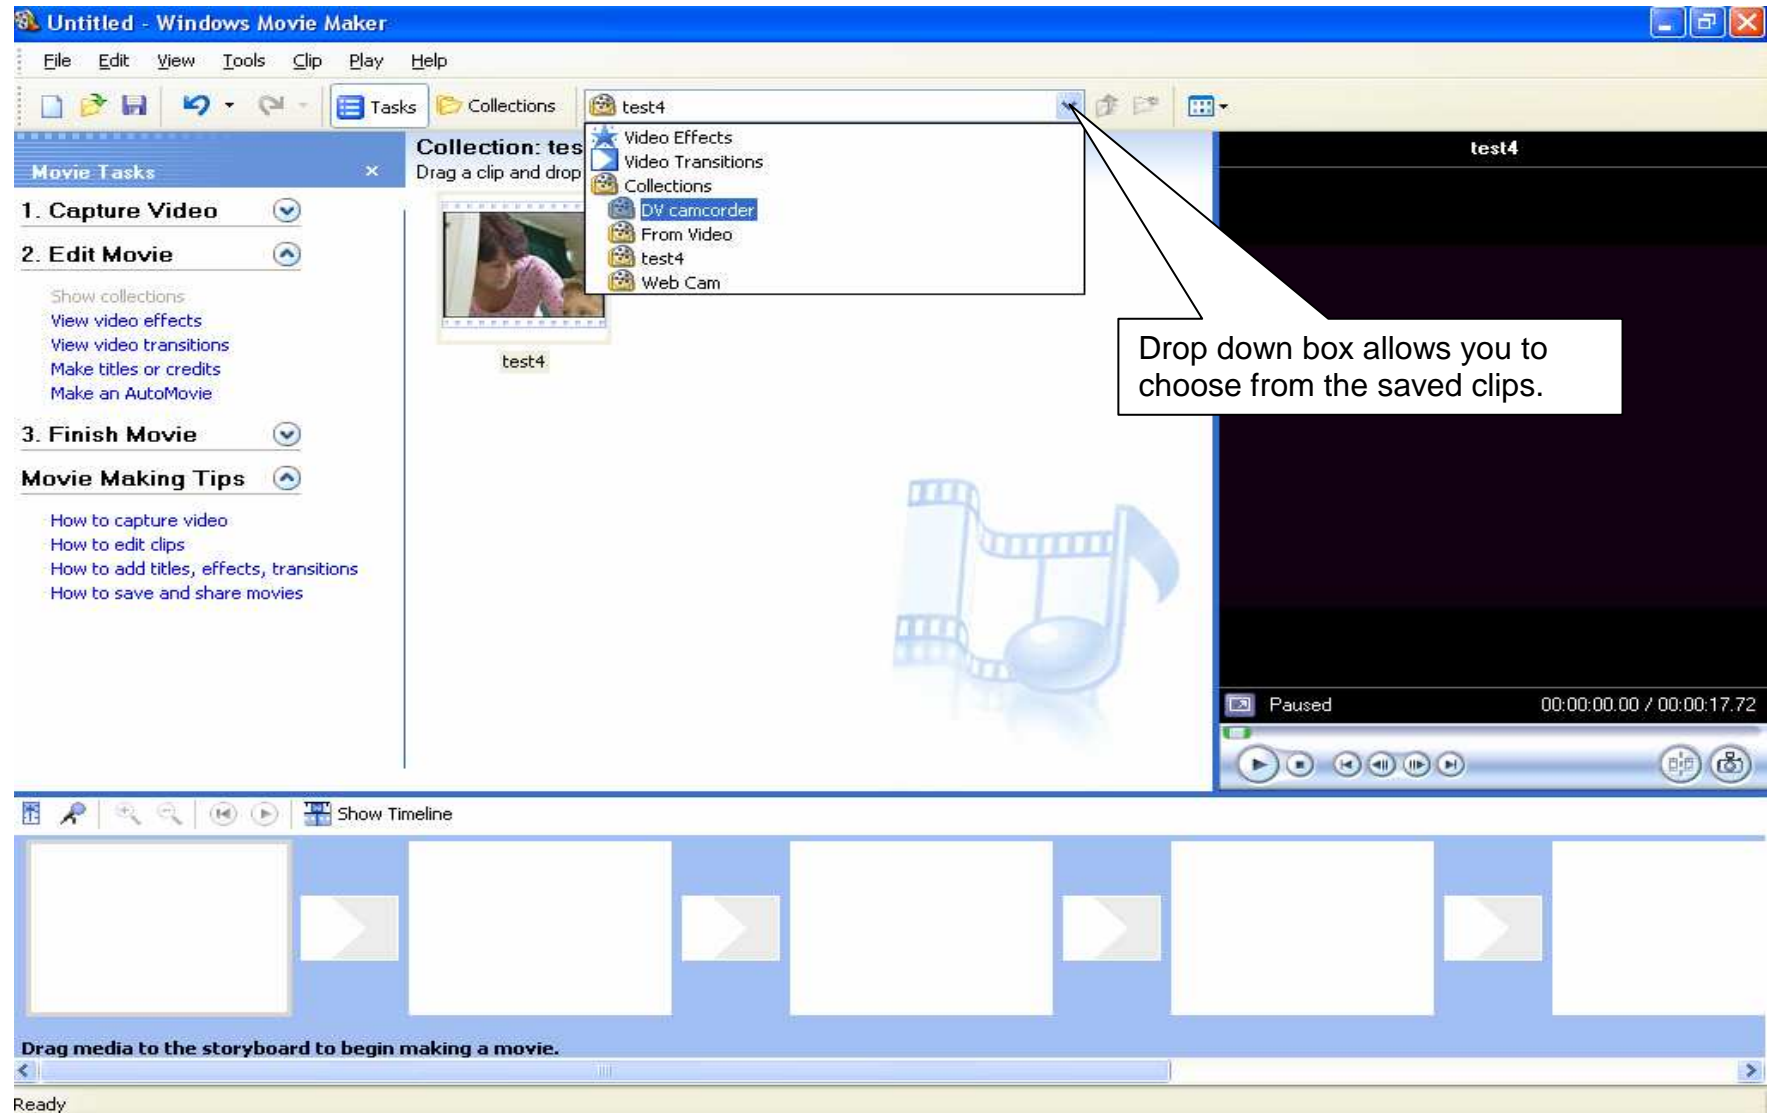 Untitled - Windows Movie Maker
File Edit View Tools Clip Play Help
Tasks Collections test4
Video Effects
Video Transitions
Collections
DV camcorder
From Video
test4
Web Cam
Movie Tasks
1. Capture Video
2. Edit Movie
Show collections
View video effects
View video transitions
Make titles or credits
Make an AutoMovie
3. Finish Movie
Movie Making Tips
How to capture video
How to edit clips
How to add titles, effects, transitions
How to save and share movies
Collection: tes
Drag a clip and drop
test4
Drop down box allows you to
choose from the saved clips.
test4
Paused 00:00:00.00 / 00:00:17.72
Show Timeline
Drag media to the storyboard to begin making a movie.
Ready